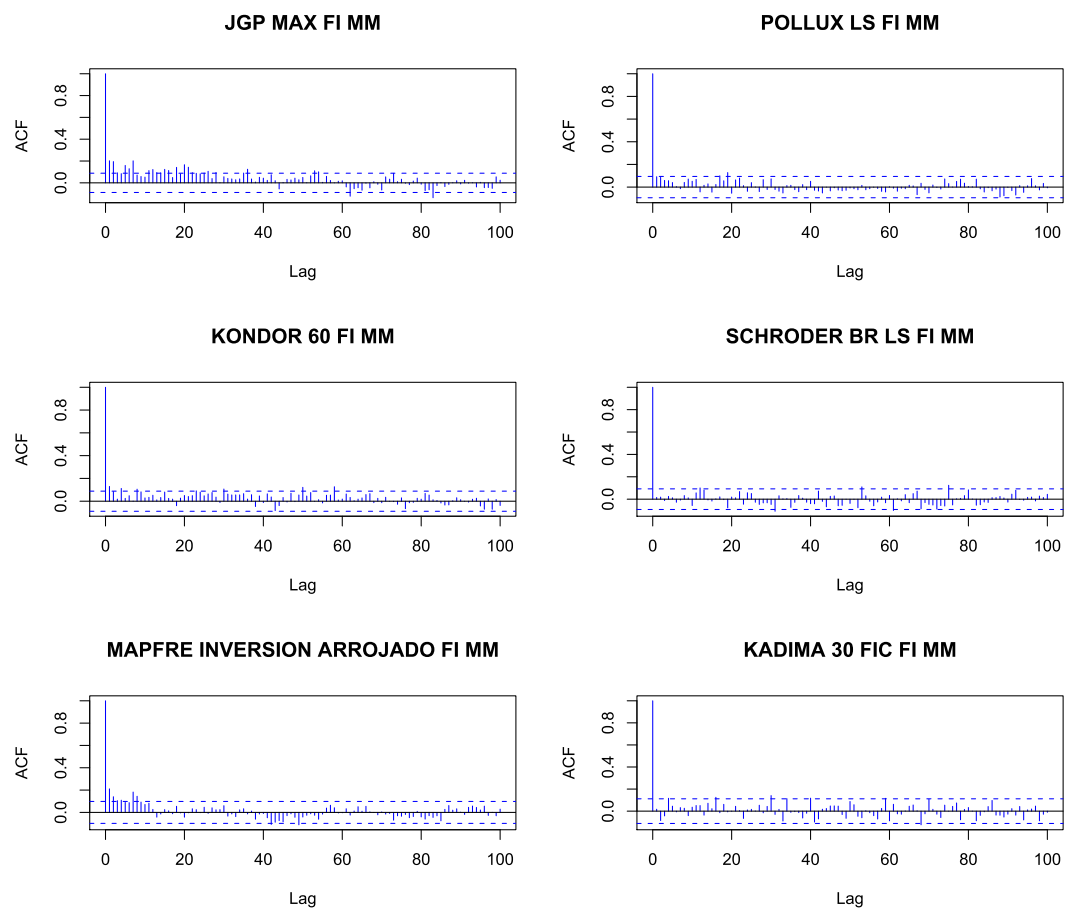 JGP MAX FI MM
ACF
0.0 0.4 0.8
0 20 40 60 80 100
Lag
POLLUX LS FI MM
ACF
0.0 0.4 0.8
0 20 40 60 80 100
Lag
KONDOR 60 FI MM
ACF
0.0 0.4 0.8
0 20 40 60 80 100
Lag
SCHRODER BR LS FI MM
ACF
0.0 0.4 0.8
0 20 40 60 80 100
Lag
MAPFRE INVERSION ARROJADO FI MM
ACF
0.0 0.4 0.8
0 20 40 60 80 100
Lag
KADIMA 30 FIC FI MM
ACF
0.0 0.4 0.8
0 20 40 60 80 100
Lag